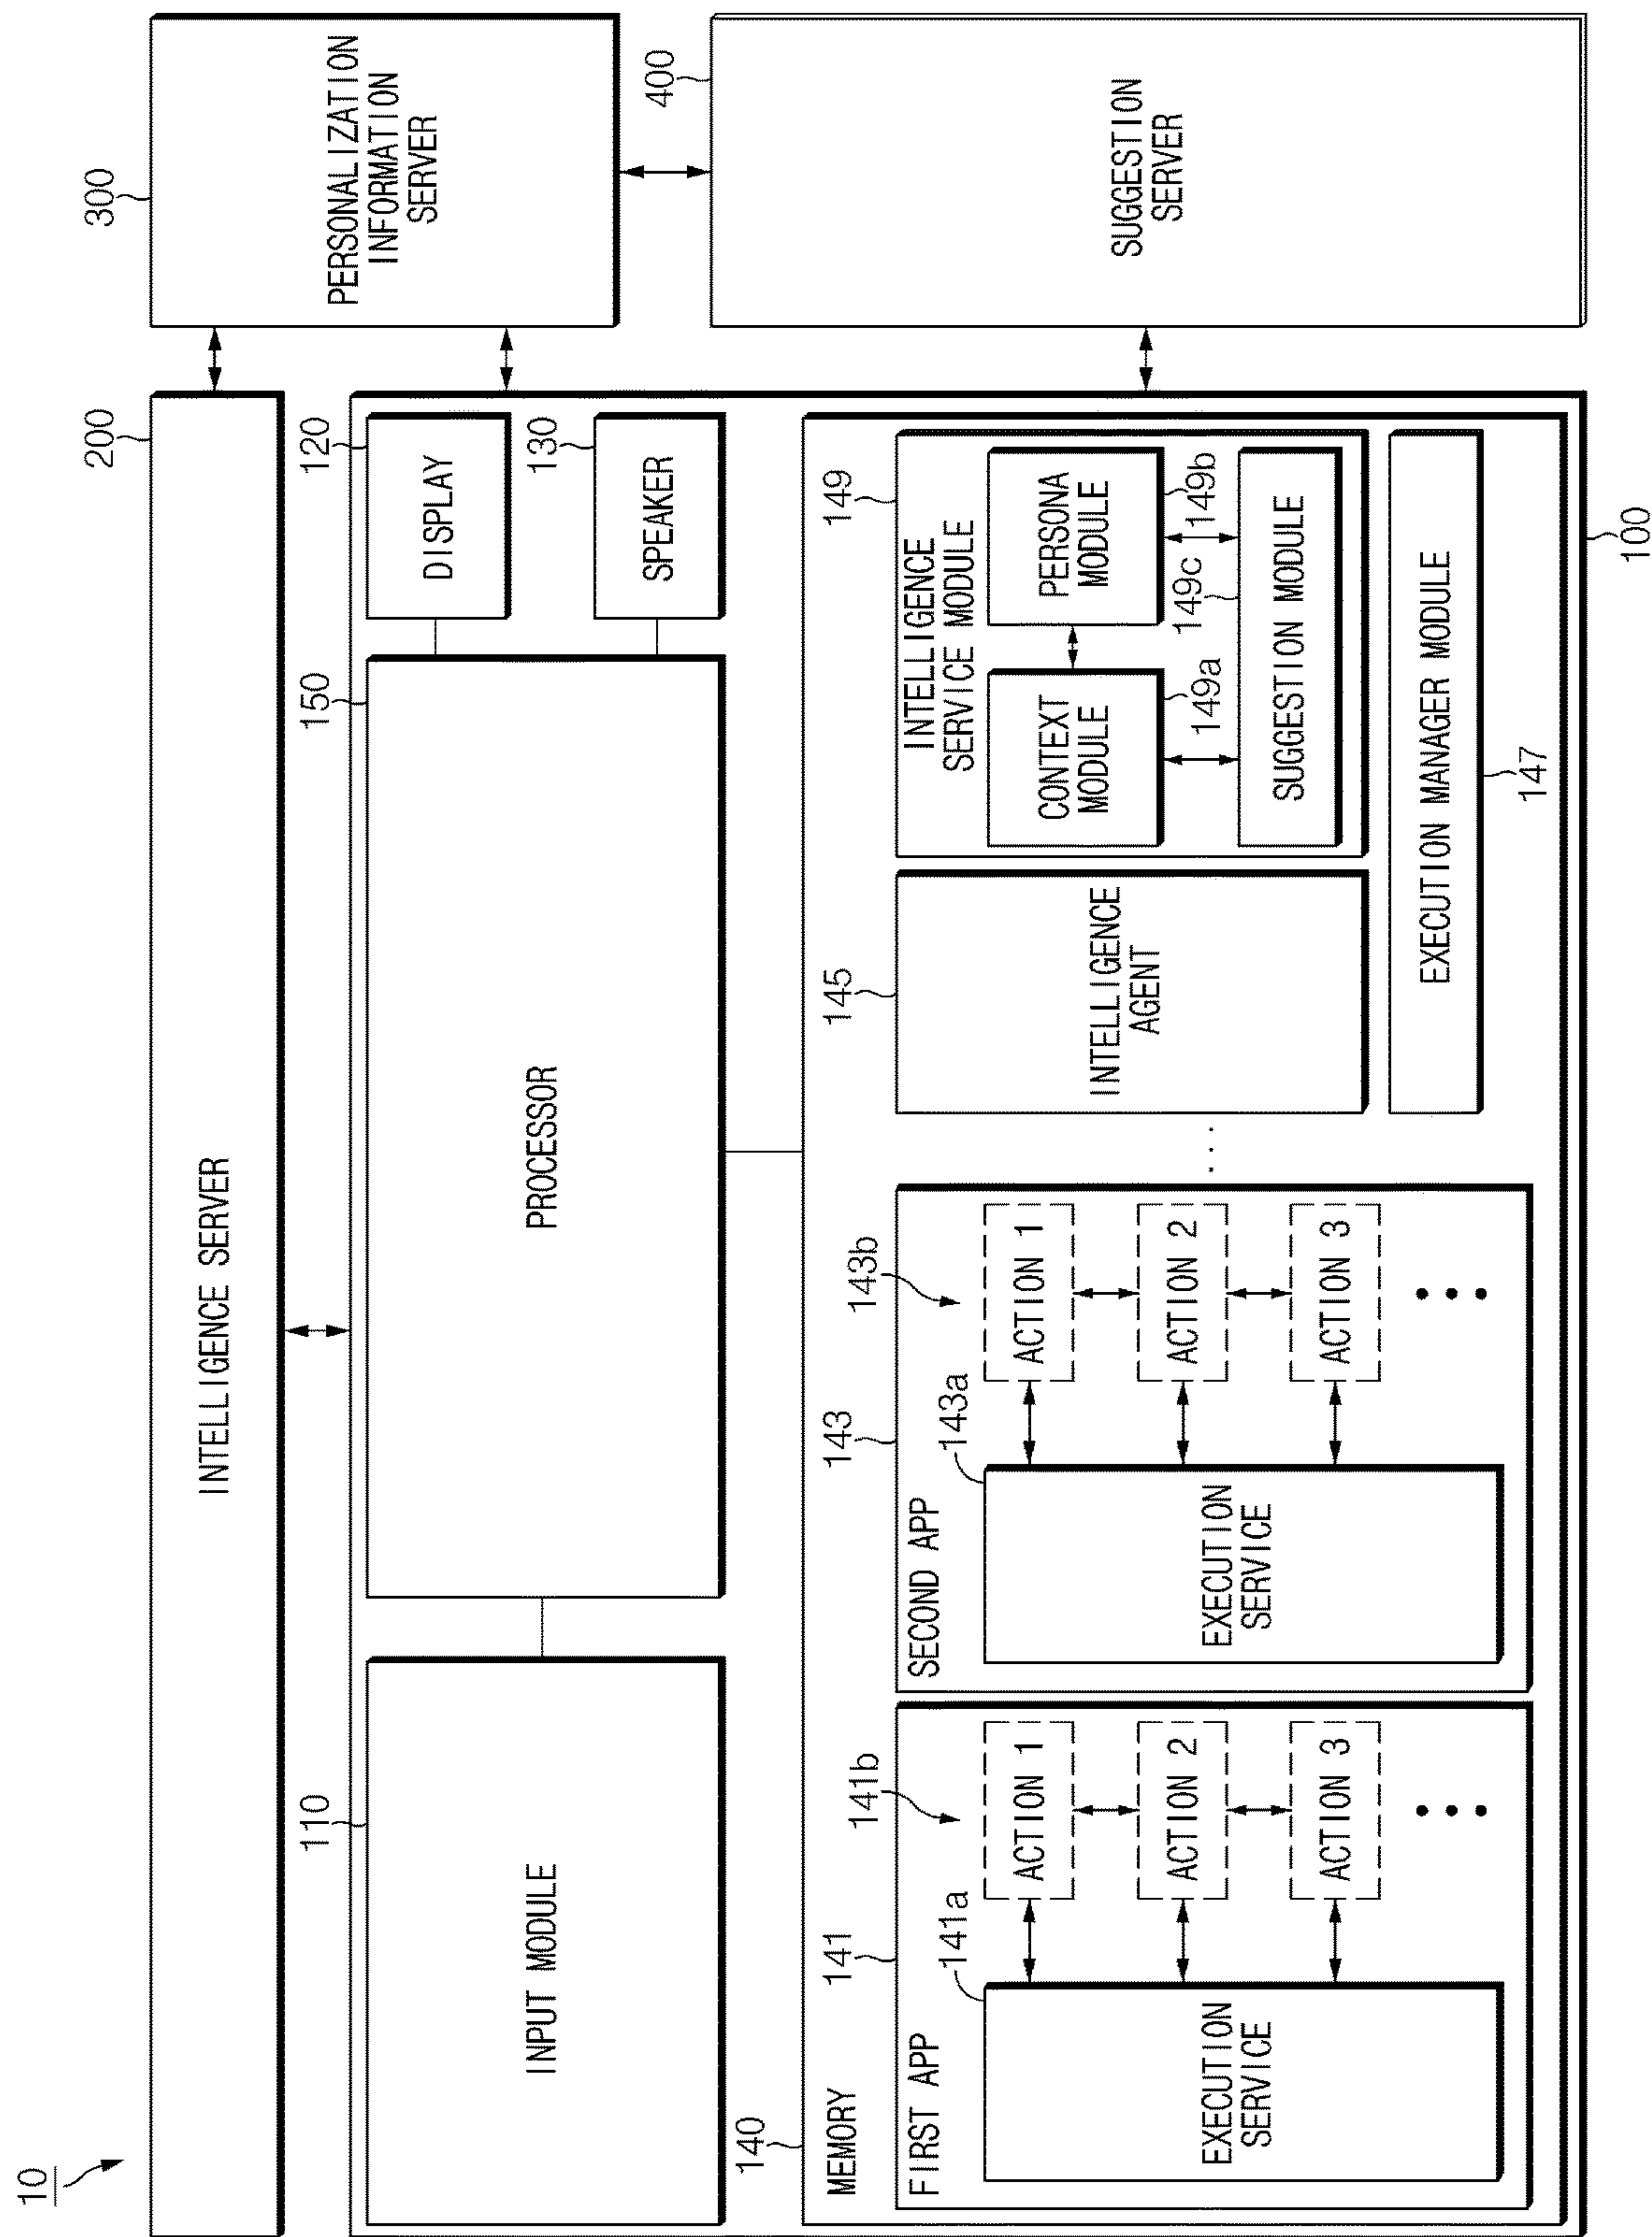 10
INTELLIGENCE SERVER
200
300
PERSONALIZATION
INFORMATION
SERVER
400
SUGGESTION
SERVER
110
INPUT MODULE
150
PROCESSOR
120
DISPLAY
130
SPEAKER
140
MEMORY
141
FIRST APP
141a
EXECUTION
SERVICE
141b
ACTION 1
ACTION 2
ACTION 3
143
SECOND APP
143a
EXECUTION
SERVICE
143b
ACTION 1
ACTION 2
ACTION 3
...
145
INTELLIGENCE
AGENT
149
INTELLIGENCE
SERVICE MODULE
CONTEXT
MODULE
149a
PERSONA
MODULE
149b
149c
SUGGESTION MODULE
EXECUTION MANAGER MODULE
147
100